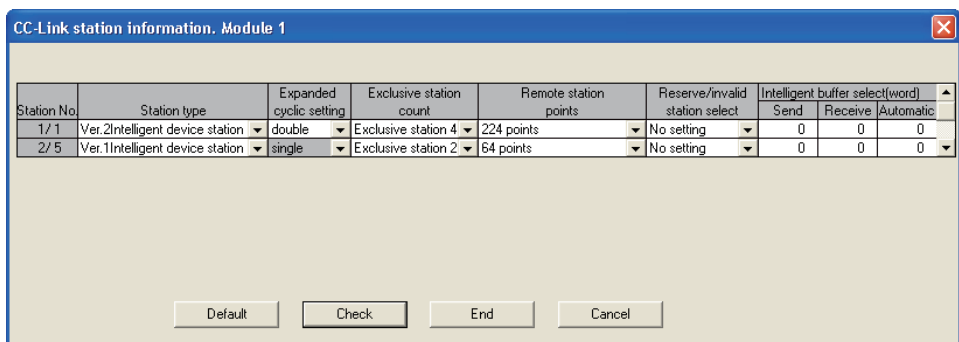 CC-Link station information. Module 1
Expanded Exclusive station Remote station Reserve/invalid Intelligent buffer select(word)
Station No. Station type cyclic setting count points station select Send Receive Automatic
1/1 Ver.2Intelligent device station double Exclusive station 4 224 points No setting 0 0 0
2/5 Ver.1Intelligent device station single Exclusive station 2 64 points No setting 0 0 0
Default Check End Cancel